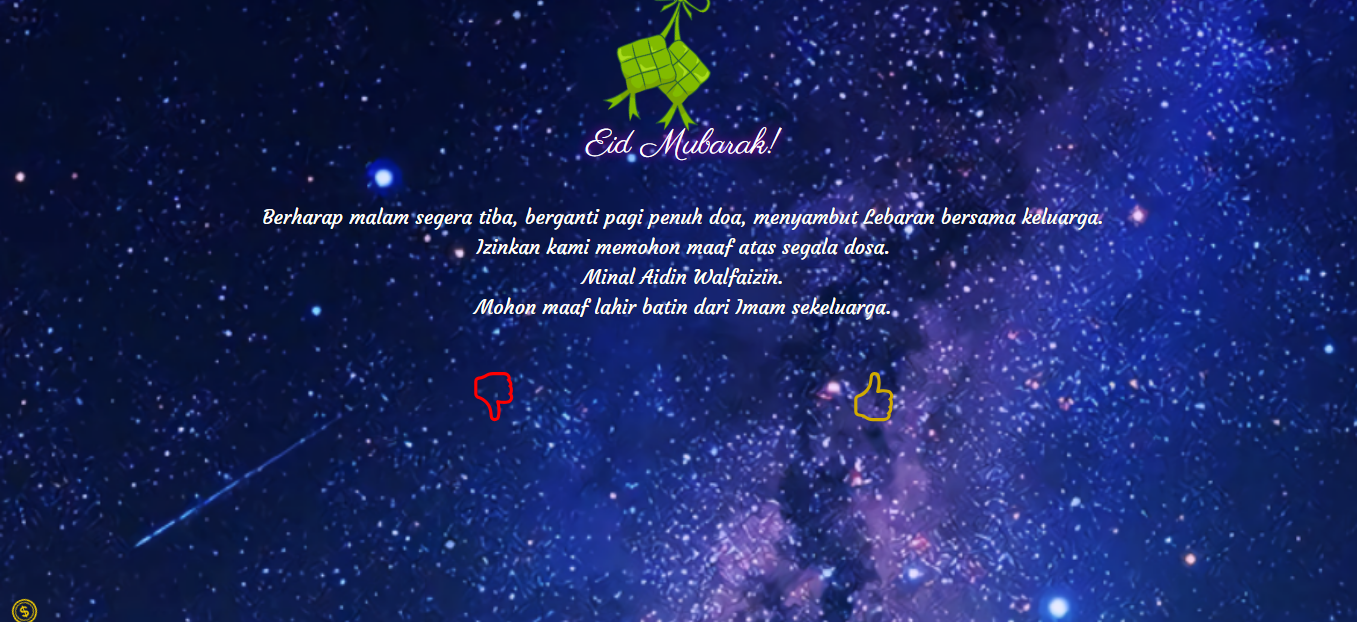 Eid Mubarak!
Berharap malam segera tiba, berganti pagi penuh doa, menyambut Lebaran bersama keluarga.
Izinkan kami memohon maaf atas segala dosa.
Minal Aidin Walfaizin.
Mohon maaf lahir batin dari Imam sekeluarga.
$